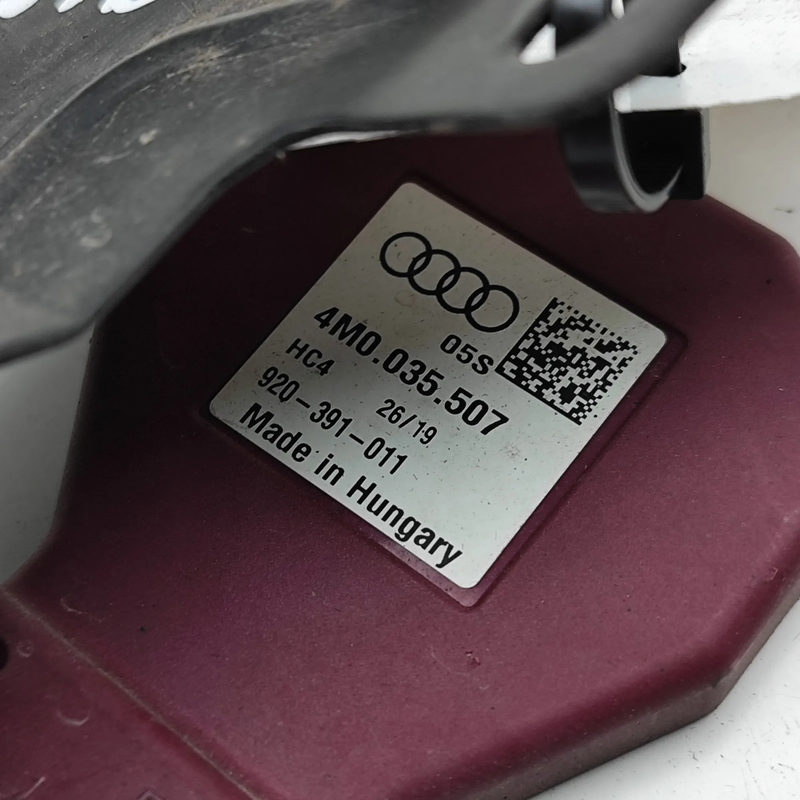 05S
4M0.035.507
HC4 26/19
920-391-011
Made in Hungary